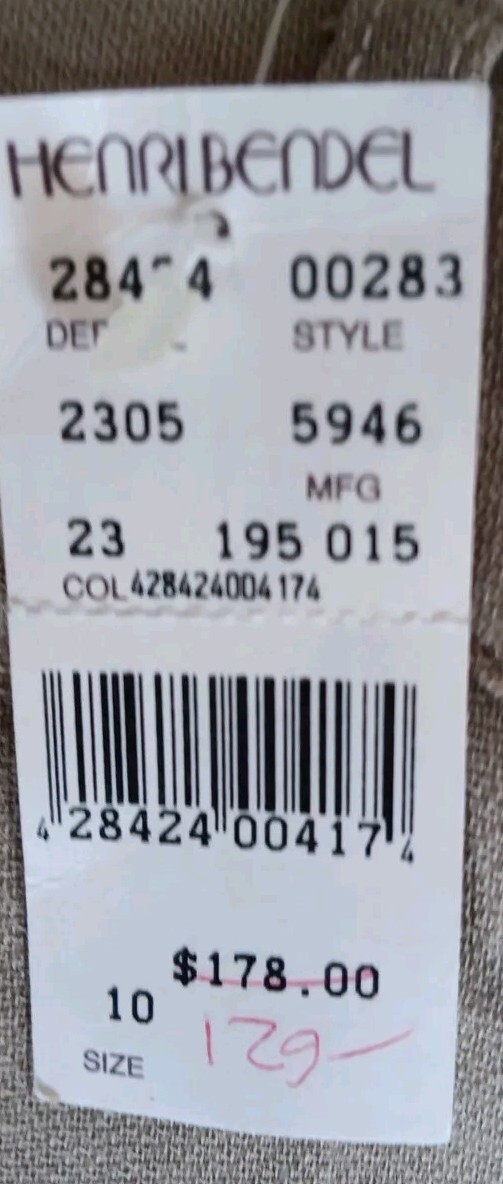 HENRI BENDEL
00283
STYLE
2305 5946
MFG
23 195 015
COL 428424004174
4 28424 00417 4
$178.00
10 129-
SIZE